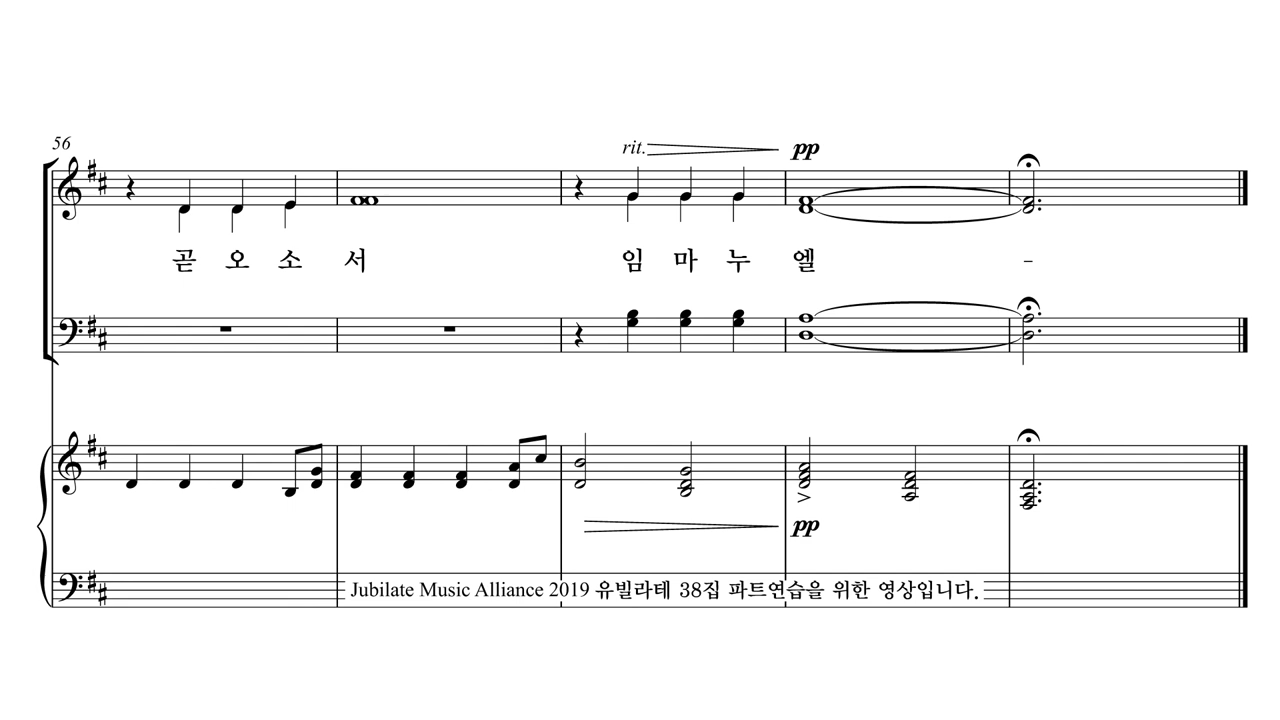 56
rit.
pp
곧 오 소 서 임 마 누 엘 -
pp
Jubilate Music Alliance 2019 유빌라테 38집 파트연습을 위한 영상입니다.